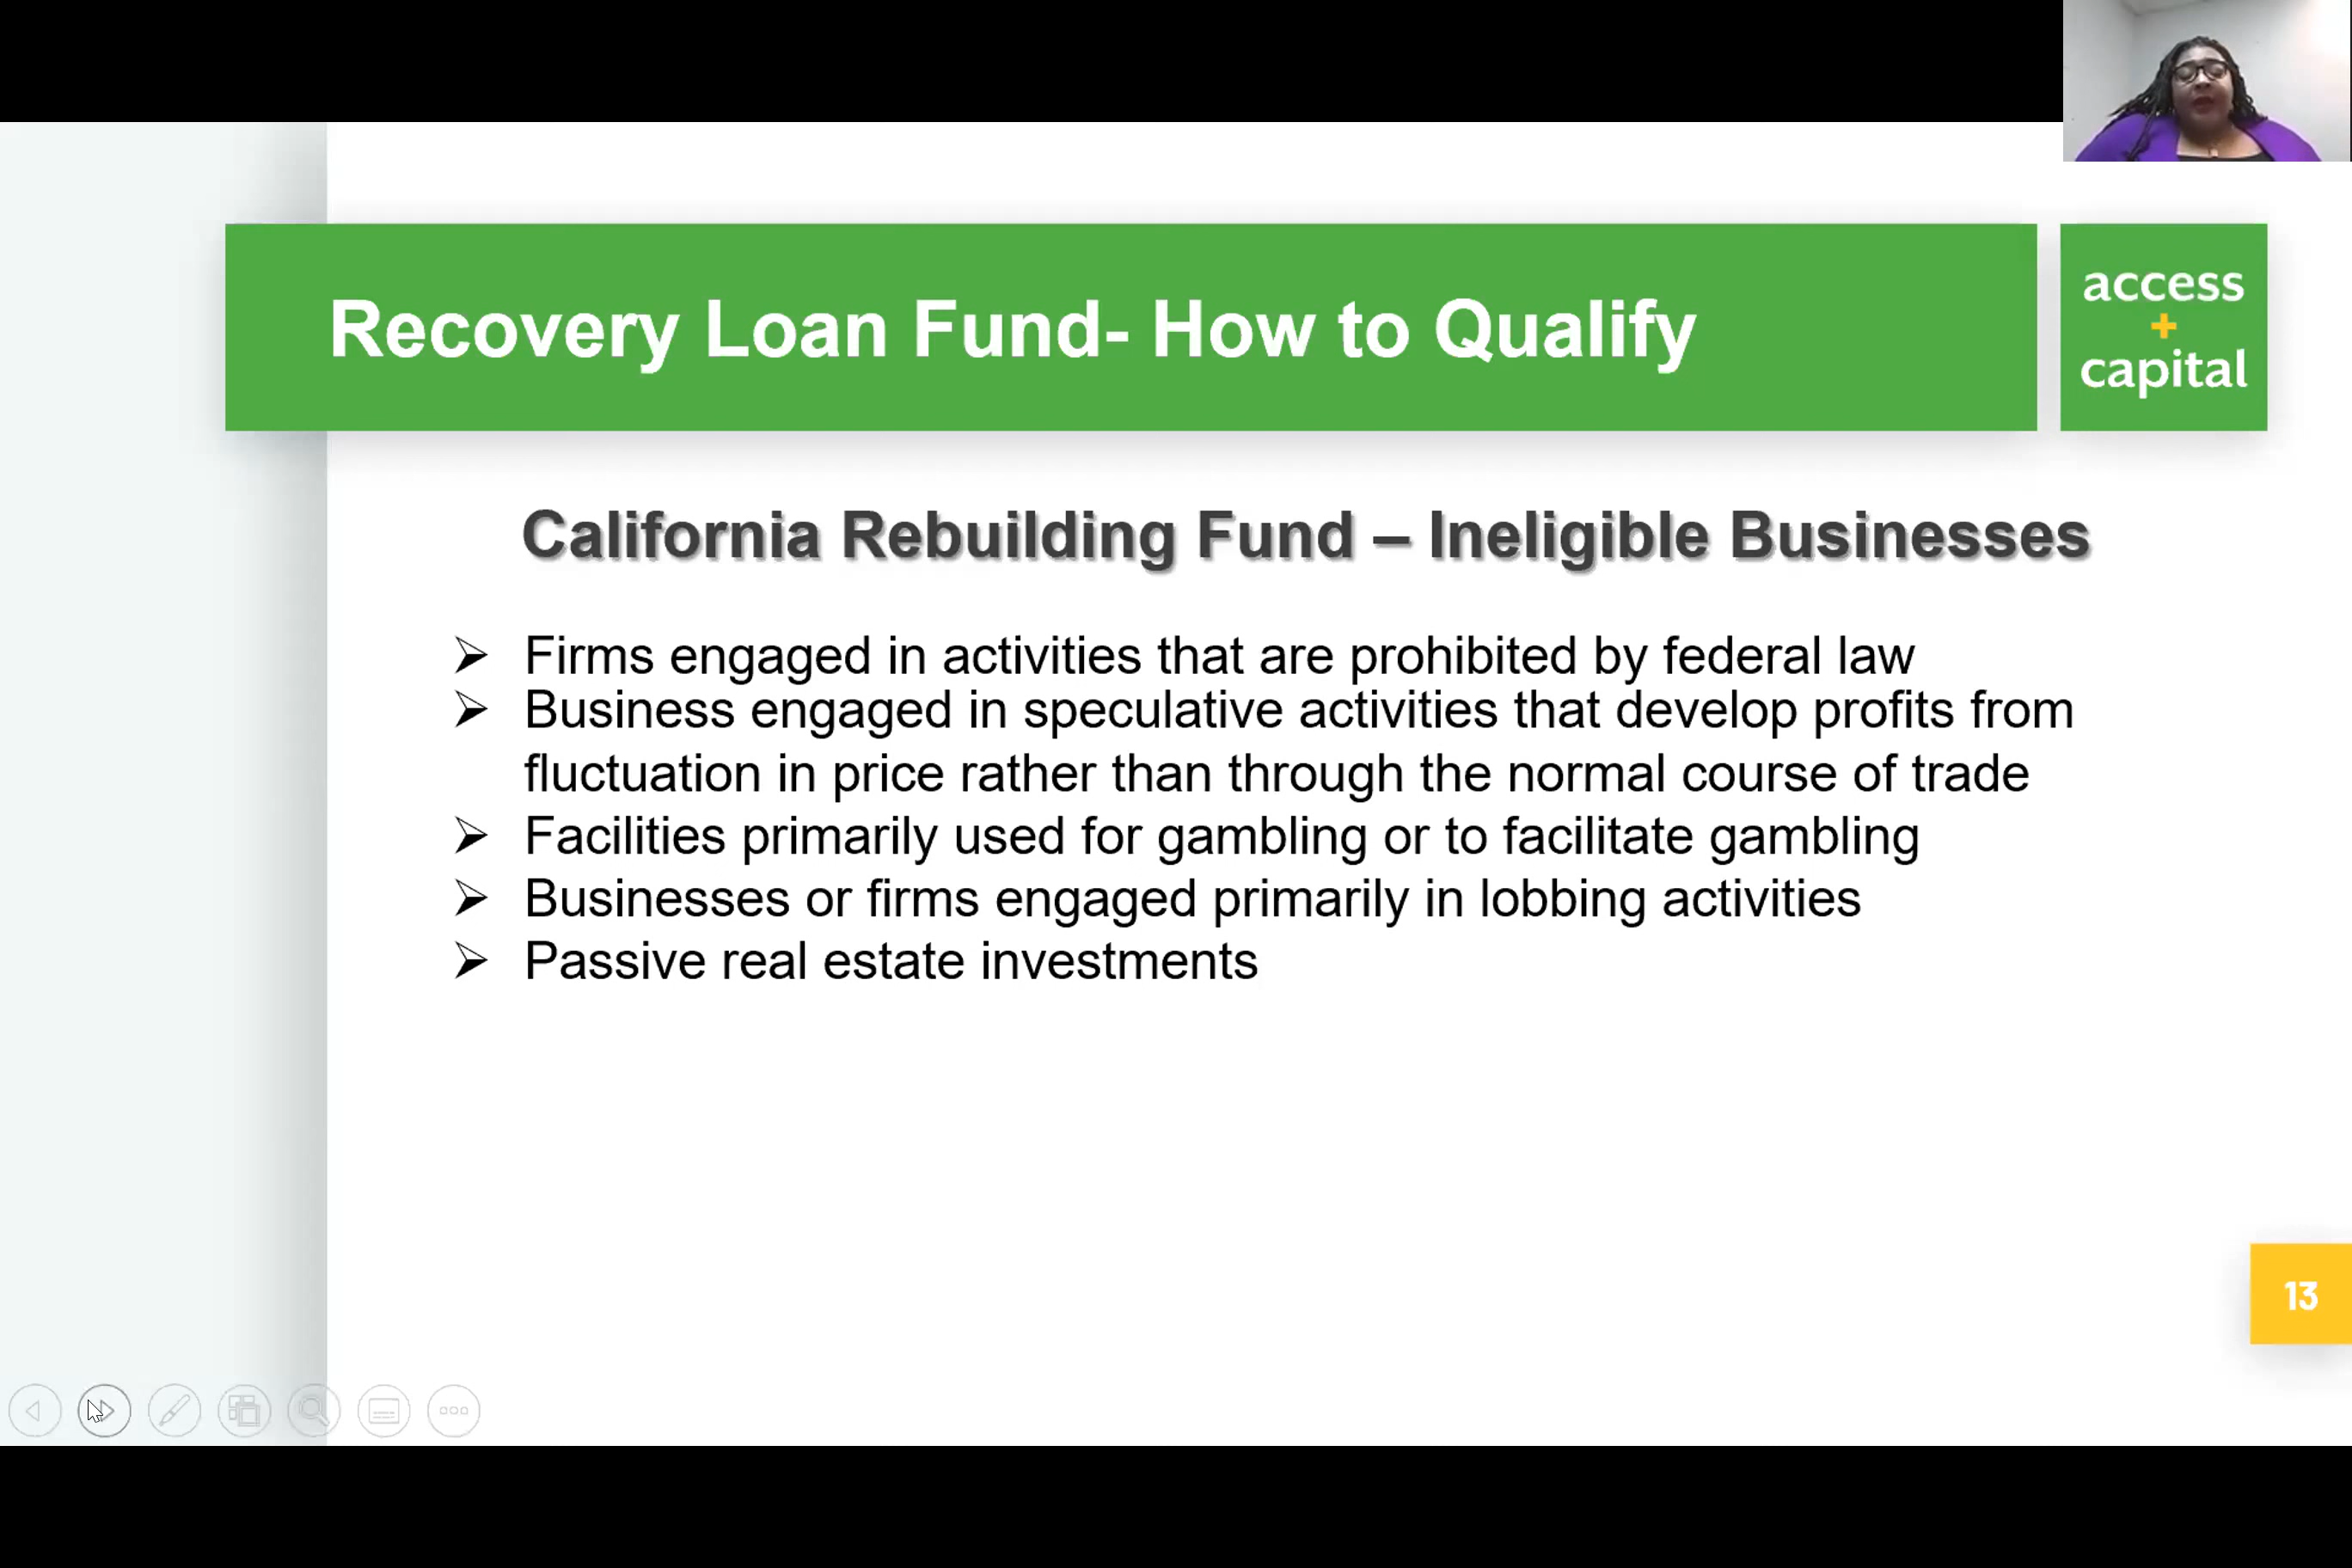 Recovery Loan Fund- How to Qualify
access
+
capital
California Rebuilding Fund – Ineligible Businesses
Firms engaged in activities that are prohibited by federal law
Business engaged in speculative activities that develop profits from
fluctuation in price rather than through the normal course of trade
Facilities primarily used for gambling or to facilitate gambling
Businesses or firms engaged primarily in lobbing activities
Passive real estate investments
13